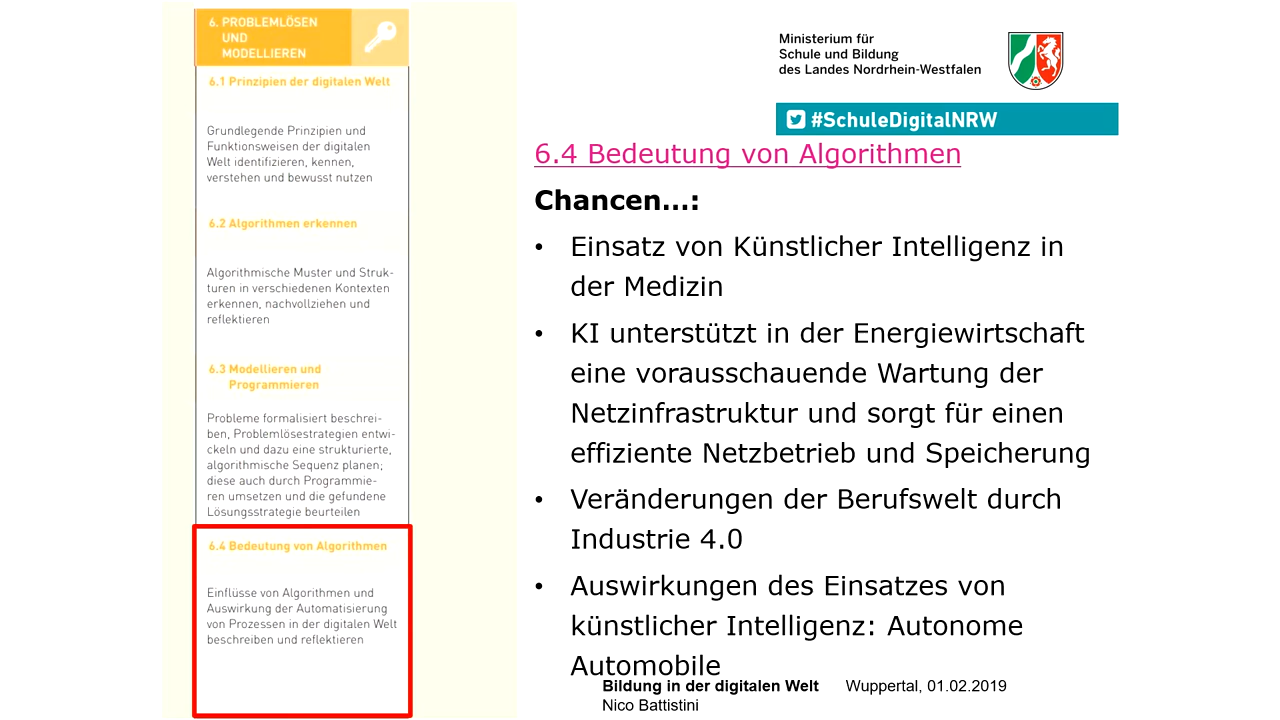 6. PROBLEMLÖSEN
UND
MODELLIEREN
6.1 Prinzipien der digitalen Welt
Grundlegende Prinzipien und
Funktionsweisen der digitalen
Welt identifizieren, kennen,
verstehen und bewusst nutzen
6.2 Algorithmen erkennen
Algorithmische Muster und Struk-
turen in verschiedenen Kontexten
erkennen, nachvollziehen und
reflektieren
6.3 Modellieren und
Programmieren
Probleme formalisiert beschrei-
ben, Problemlösestrategien entwi-
ckeln und dazu eine strukturierte,
algorithmische Sequenz planen;
diese auch durch Programmie-
ren umsetzen und die gefundene
Lösungsstrategie beurteilen
6.4 Bedeutung von Algorithmen
Einflüsse von Algorithmen und
Auswirkung der Automatisierung
von Prozessen in der digitalen Welt
beschreiben und reflektieren
Ministerium für
Schule und Bildung
des Landes Nordrhein-Westfalen
#SchuleDigitalNRW
6.4 Bedeutung von Algorithmen
Chancen…:
• Einsatz von Künstlicher Intelligenz in
der Medizin
• KI unterstützt in der Energiewirtschaft
eine vorausschauende Wartung der
Netzinfrastruktur und sorgt für einen
effiziente Netzbetrieb und Speicherung
• Veränderungen der Berufswelt durch
Industrie 4.0
• Auswirkungen des Einsatzes von
künstlicher Intelligenz: Autonome
Automobile
Bildung in der digitalen Welt Wuppertal, 01.02.2019
Nico Battistini